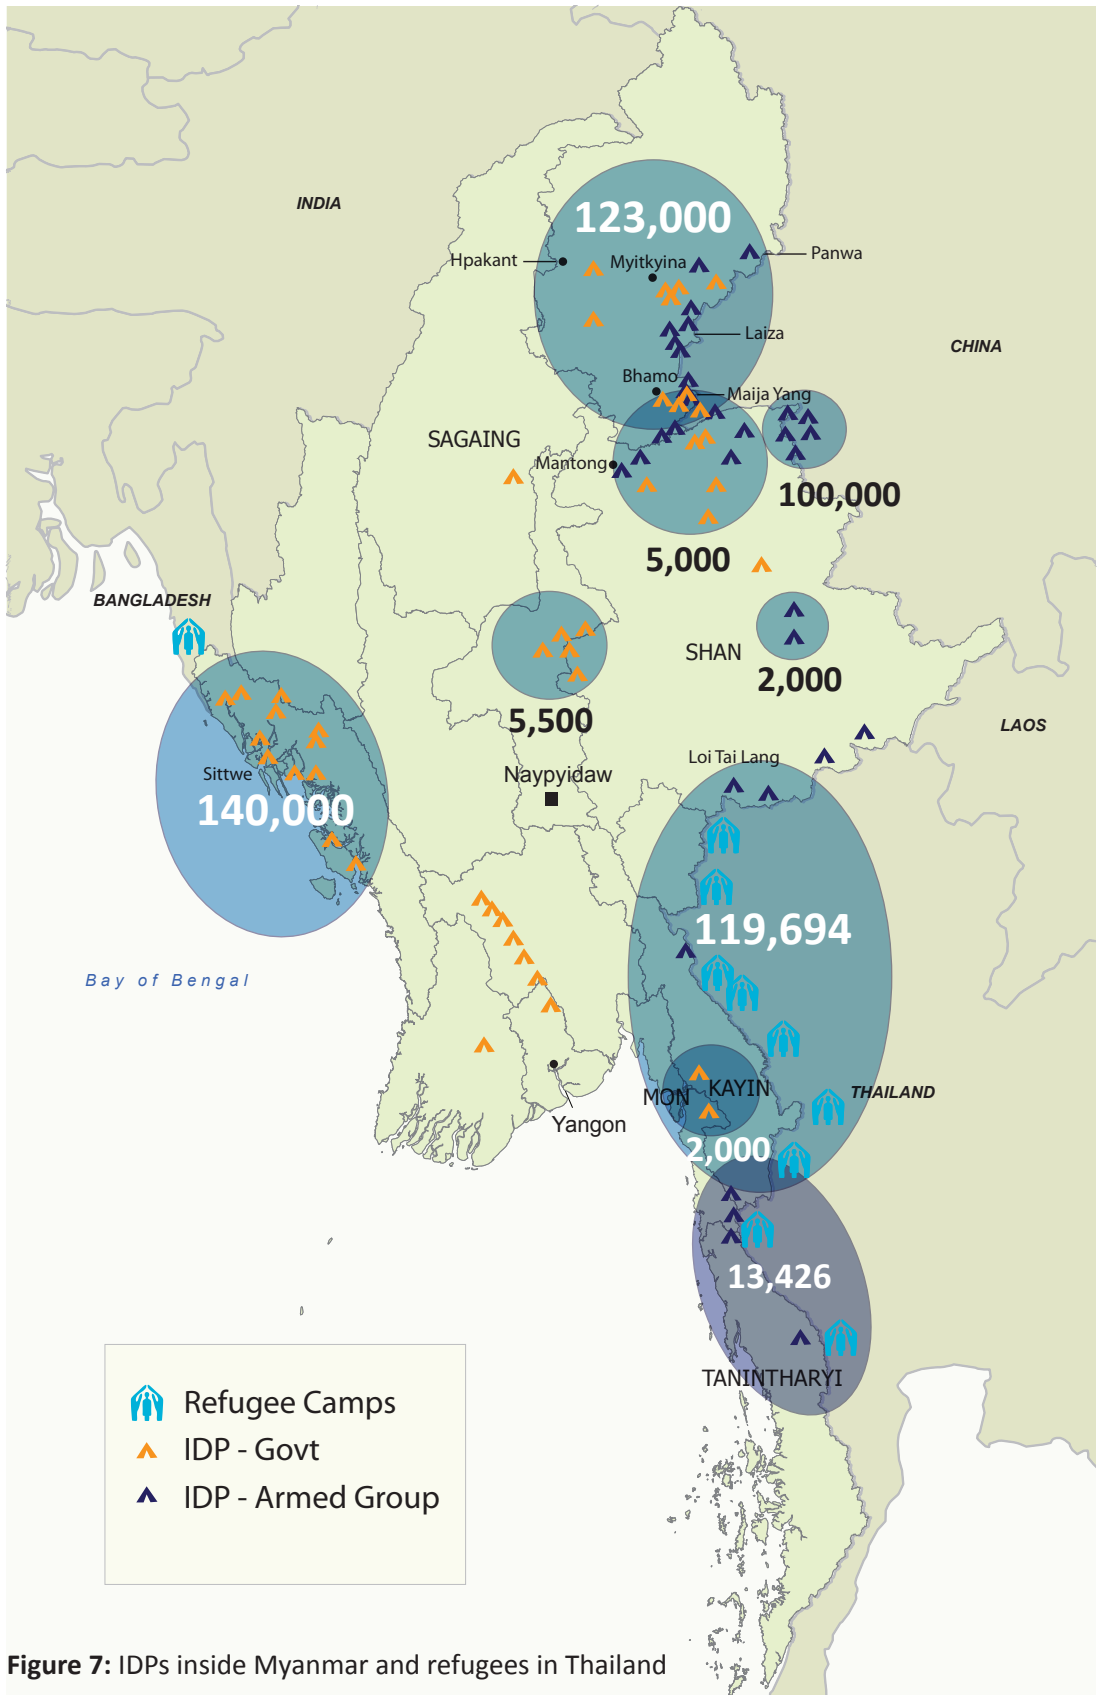 INDIA
123,000
Hpakant
Myitkyina
Panwa
Laiza
CHINA
Bhamo
Maija Yang
SAGAING
Mantong
100,000
5,000
BANGLADESH
SHAN
2,000
5,500
LAOS
Loi Tai Lang
Sittwe
Naypyidaw
140,000
119,694
Bay of Bengal
KAYIN
MON
THAILAND
Yangon
2,000
13,426
TANINTHARYI
Refugee Camps
IDP - Govt
IDP - Armed Group
Figure 7: IDPs inside Myanmar and refugees in Thailand